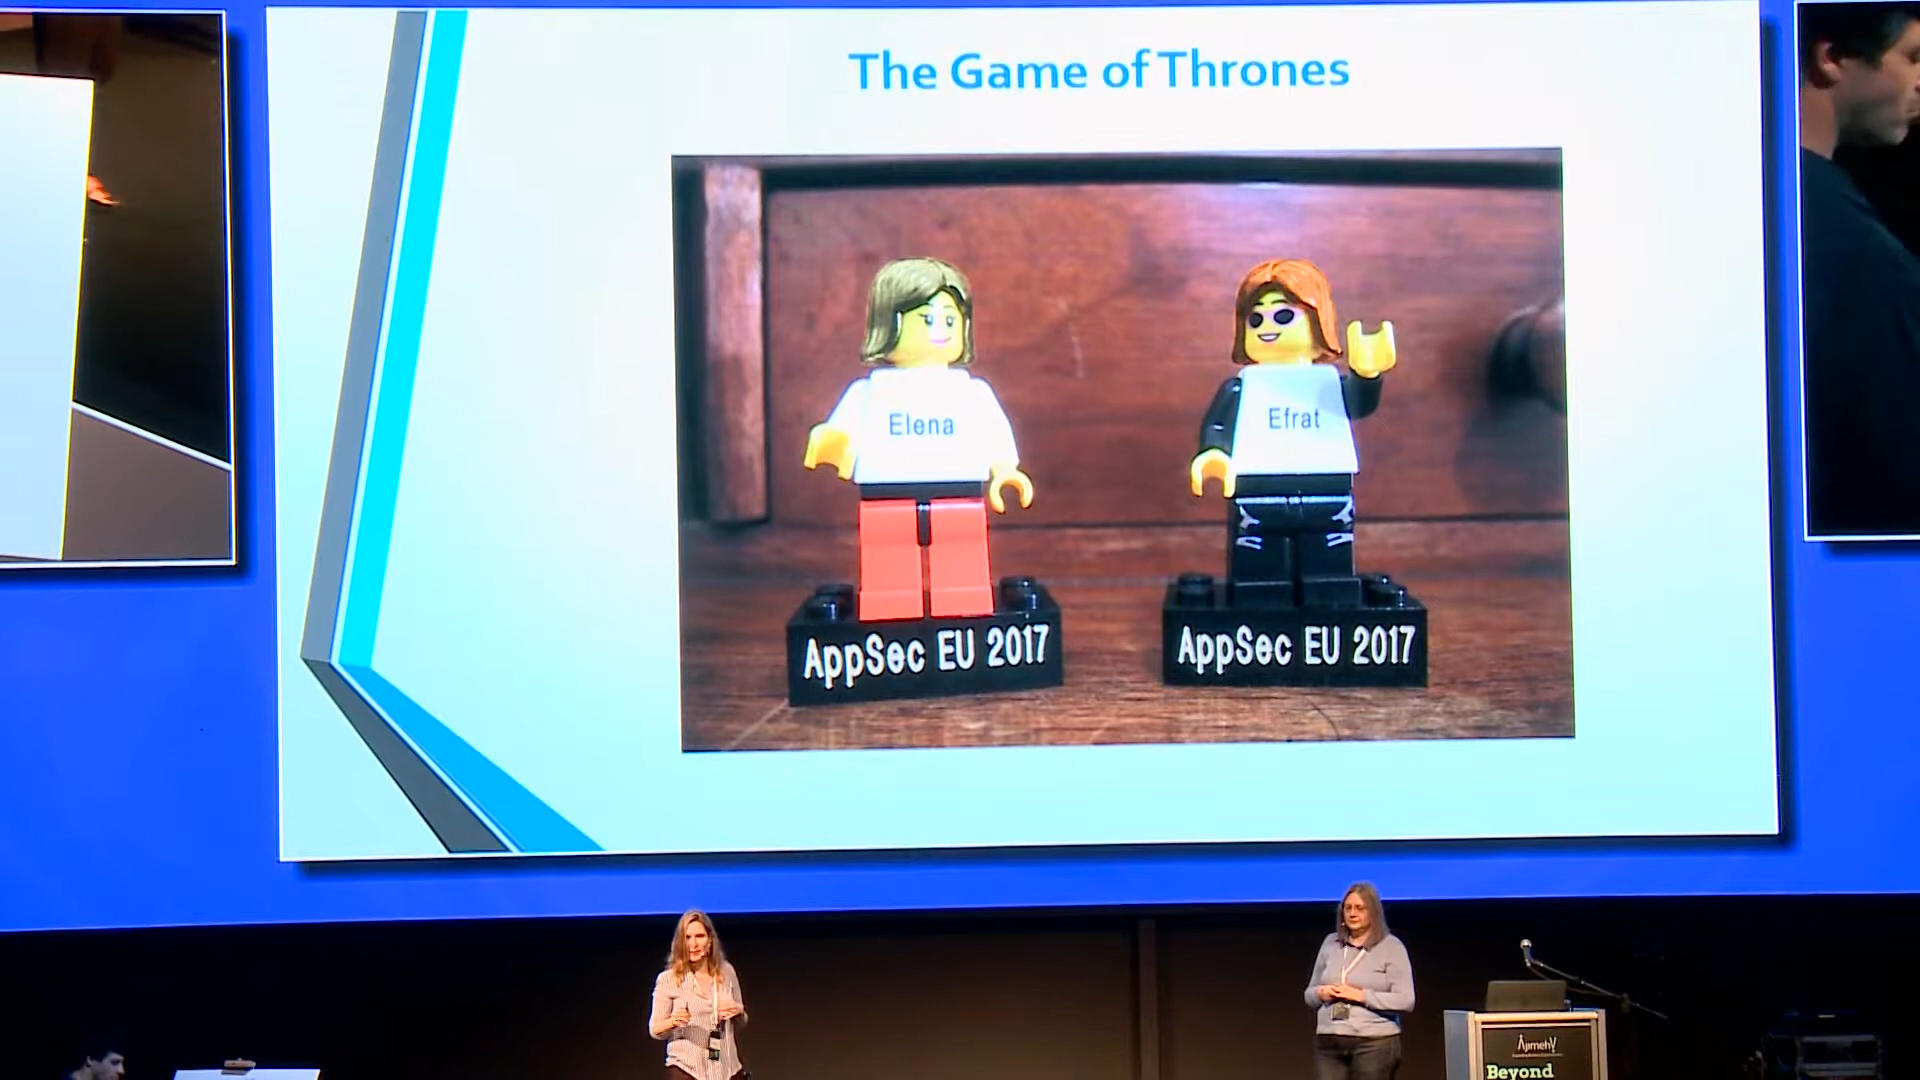 The Game of Thrones
Elena
Efrat
AppSec EU 2017
AppSec EU 2017
Beyond